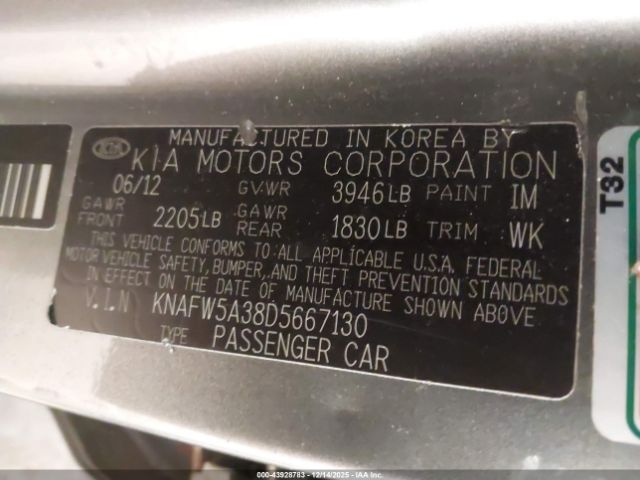 MANUFACTURED IN KOREA BY
KIA KIA MOTORS CORPORATION
06/12 GVWR 3946LB PAINT IM
GAWR FRONT 2205LB GAWR REAR 1830LB TRIM WK
THIS VEHICLE CONFORMS TO ALL APPLICABLE U.S.A. FEDERAL
MOTOR VEHICLE SAFETY, BUMPER, AND THEFT PREVENTION STANDARDS
IN EFFECT ON THE DATE OF MANUFACTURE SHOWN ABOVE
V.I.N KNAFW5A38D5667130
TYPE PASSENGER CAR
T32
000-43928783 - 12/14/2025 - IAA